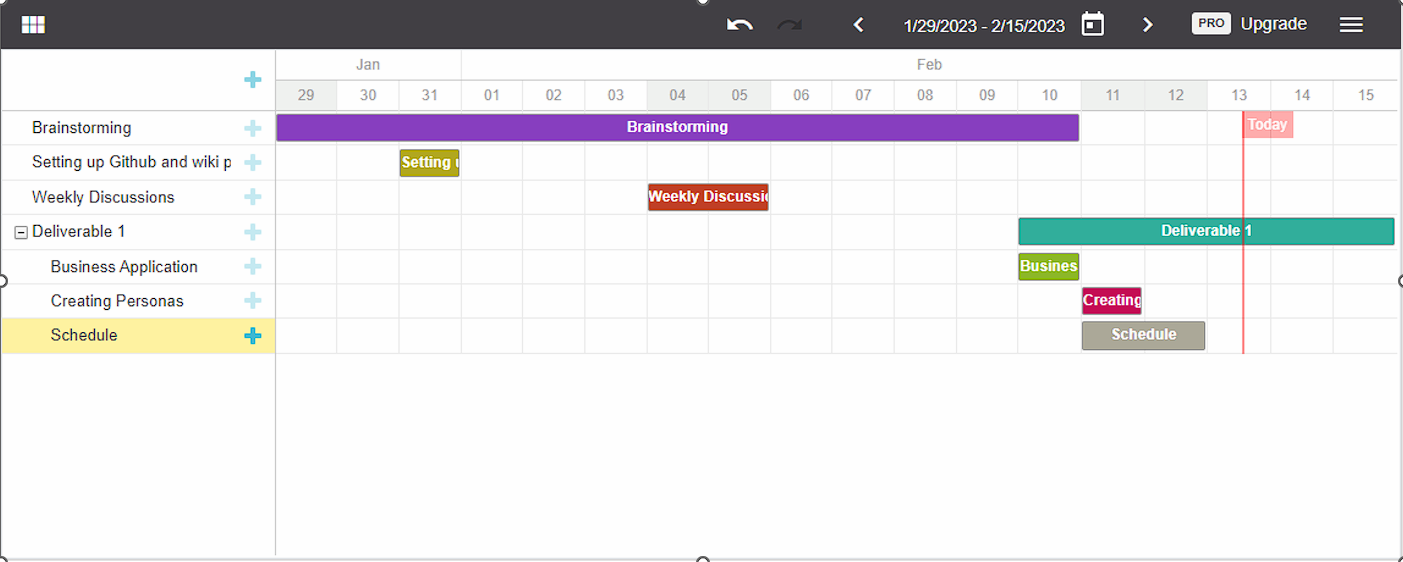 1/29/2023 - 2/15/2023 PRO Upgrade
Jan Feb
29 30 31 01 02 03 04 05 06 07 08 09 10 11 12 13 14 15
Brainstorming Brainstorming Today
Setting up Github and wiki p Setting u
Weekly Discussions Weekly Discussio
Deliverable 1 Deliverable 1
Business Application Busines
Creating Personas Creating
Schedule Schedule